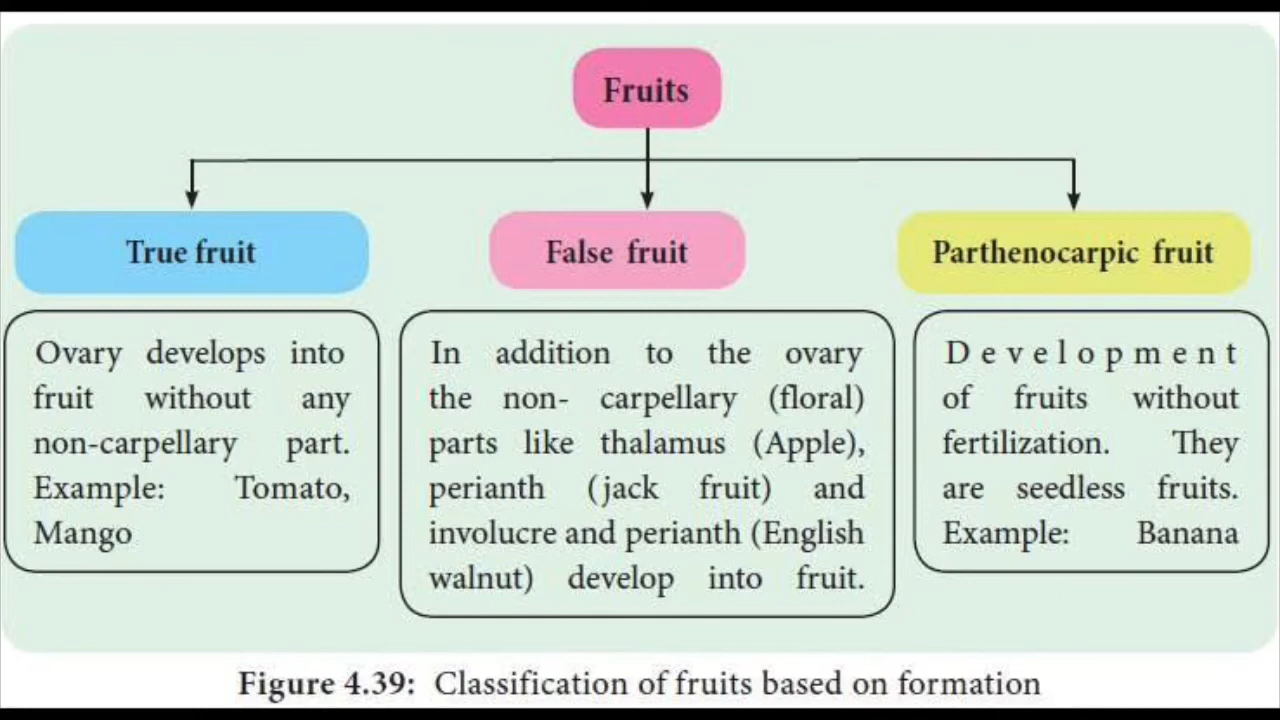 Fruits
True fruit
False fruit
Parthenocarpic fruit
Ovary develops into
fruit without any
non-carpellary part.
Example: Tomato,
Mango
In addition to the ovary
the non- carpellary (floral)
parts like thalamus (Apple),
perianth (jack fruit) and
involucre and perianth (English
walnut) develop into fruit.
Development
of fruits without
fertilization. They
are seedless fruits.
Example: Banana
Figure 4.39: Classification of fruits based on formation